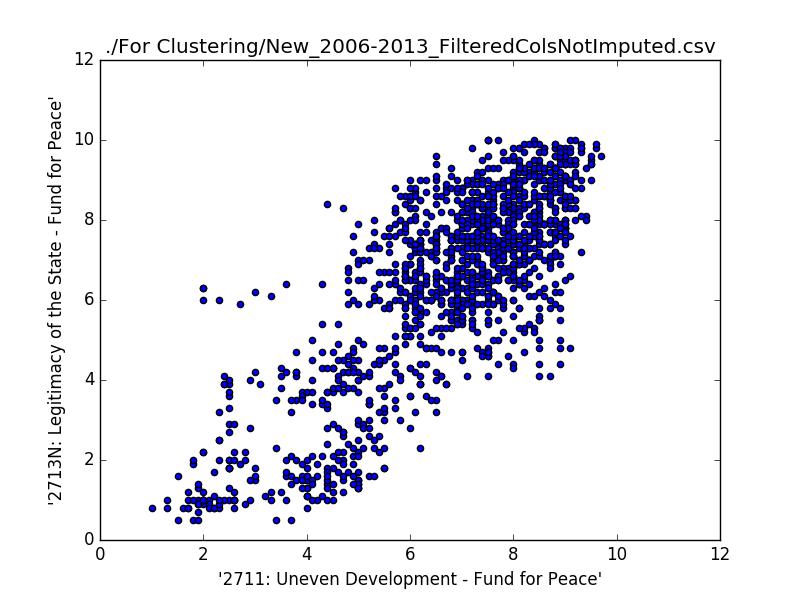 ./For Clustering/New_2006-2013_FilteredColsNotImputed.csv
12
10
8
6
4
2
0
'2713N: Legitimacy of the State - Fund for Peace'
0 2 4 6 8 10 12
'2711: Uneven Development - Fund for Peace'